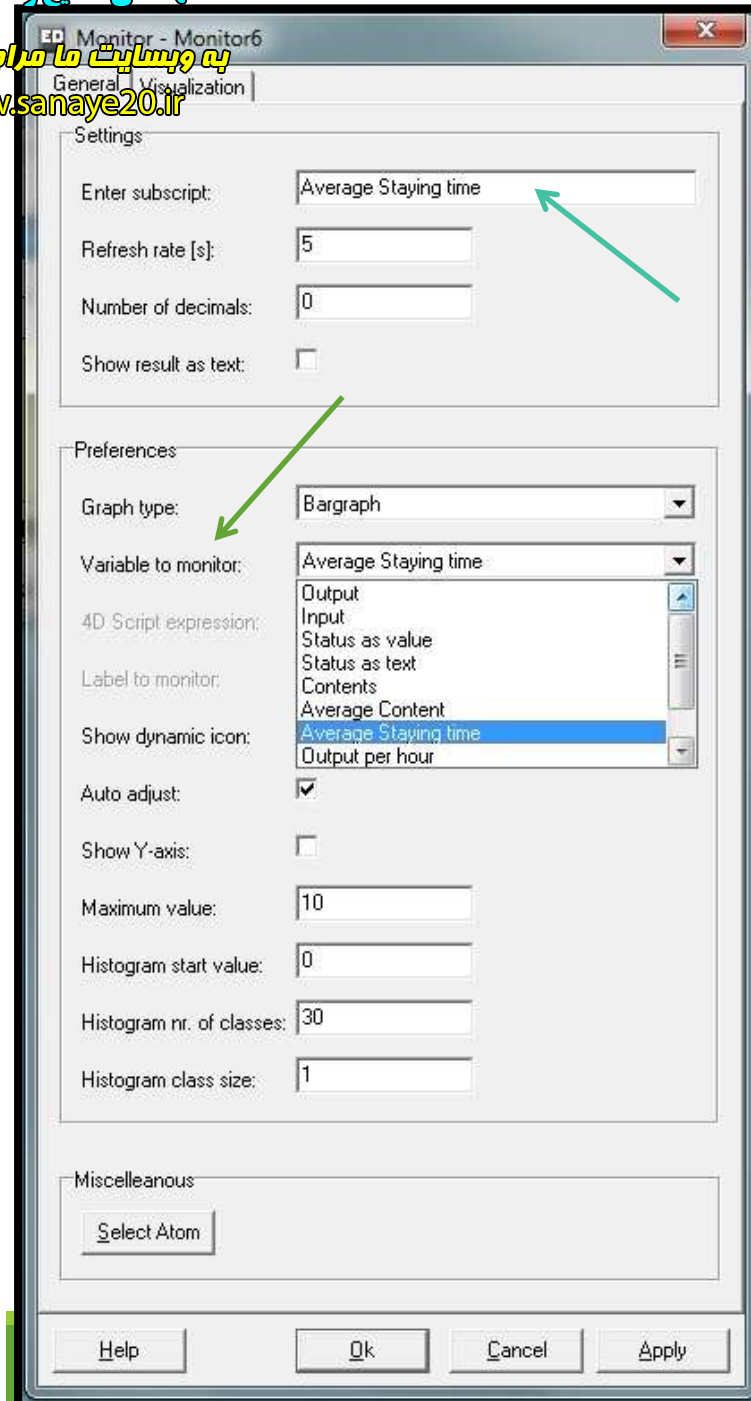 ED Monitor - Monitor6
به وبسایت ما
General Visualization
.sanaye20.ir
Settings
Enter subscript: Average Staying time
Refresh rate [s]: 5
Number of decimals: 0
Show result as text:
Preferences
Graph type: Bargraph
Variable to monitor: Average Staying time
Output
4D Script expression: Input
Status as value
Status as text
Label to monitor: Contents
Average Content
Show dynamic icon: Average Staying time
Output per hour
Auto adjust:
Show Y-axis:
Maximum value: 10
Histogram start value: 0
Histogram nr. of classes: 30
Histogram class size: 1
Miscelleanous
Select Atom
Help Ok Cancel Apply